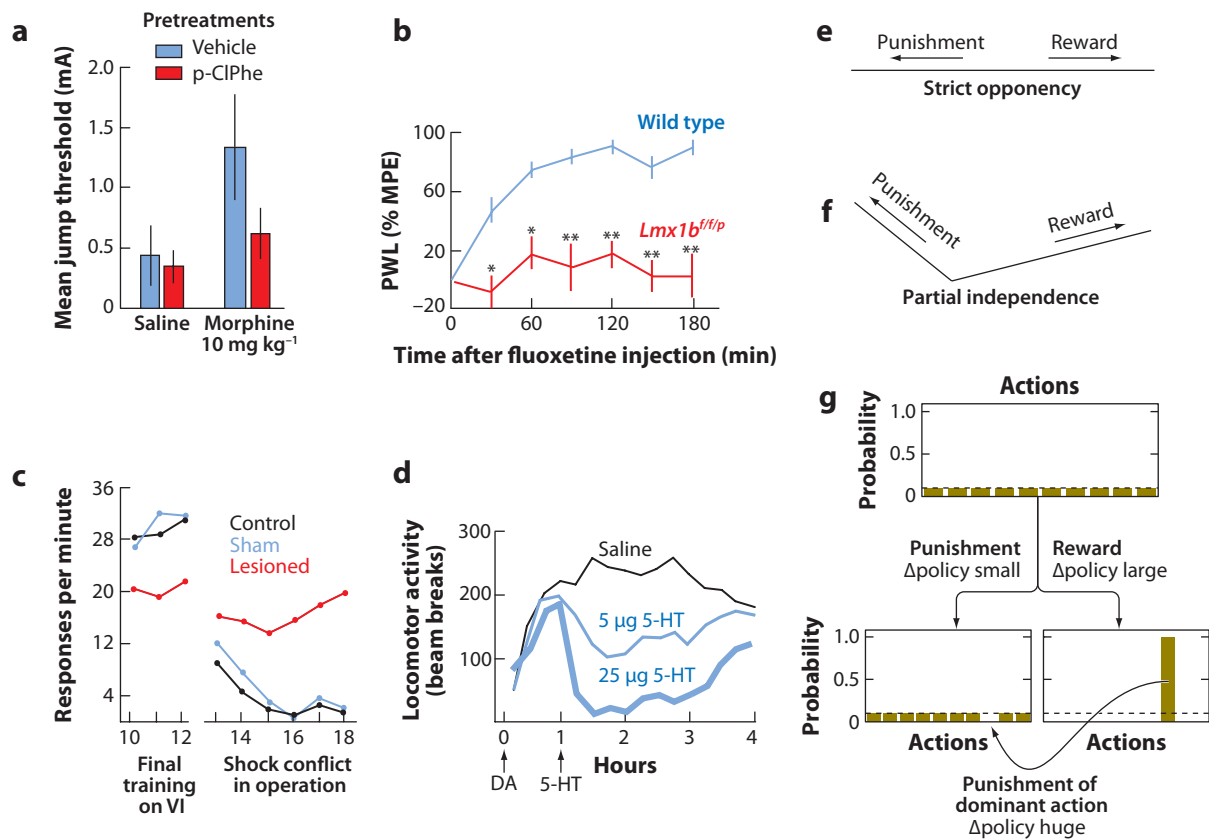 a
Pretreatments
Vehicle
p-ClPhe
Mean jump threshold (mA)
2.0
1.5
1.0
0.5
0
Saline
Morphine
10 mg kg⁻¹
b
Wild type
Lmx1b^f/f/p
PWL (% MPE)
100
60
20
–20
* * ** ** ** **
0 60 120 180
Time after fluoxetine injection (min)
c
Responses per minute
36
28
20
12
4
Control
Sham
Lesioned
10 12 14 16 18
Final
training
on VI
Shock conflict
in operation
d
Locomotor activity
(beam breaks)
300
200
100
Saline
5 µg 5-HT
25 µg 5-HT
0 1 2 3 4
Hours
DA
5-HT
e
Punishment Reward
Strict opponency
f
Punishment
Reward
Partial independence
g
Actions
Probability
1.0
0.5
0
Punishment
Δpolicy small
Reward
Δpolicy large
Probability
1.0
0.5
0
Actions Actions
Punishment of
dominant action
Δpolicy huge